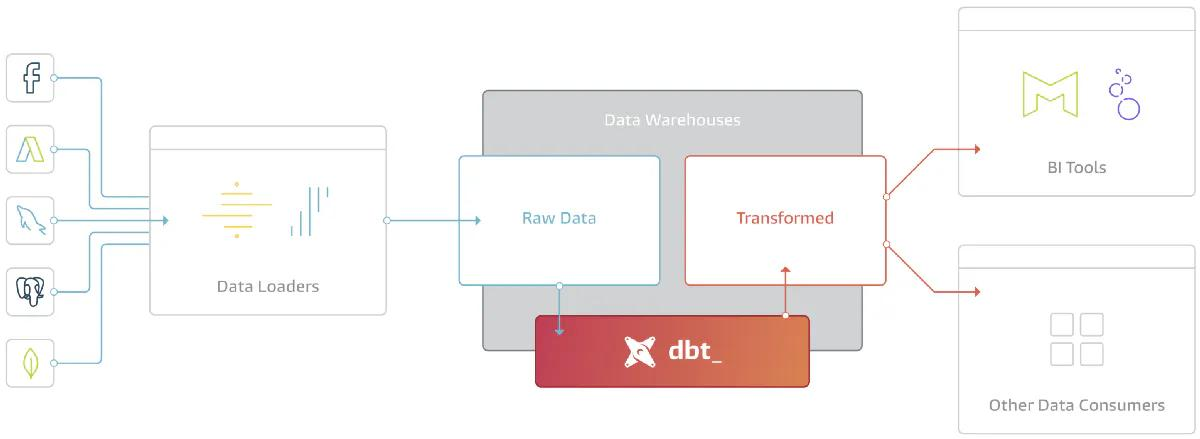 Data Loaders
Data Warehouses
Raw Data
Transformed
dbt_
BI Tools
Other Data Consumers